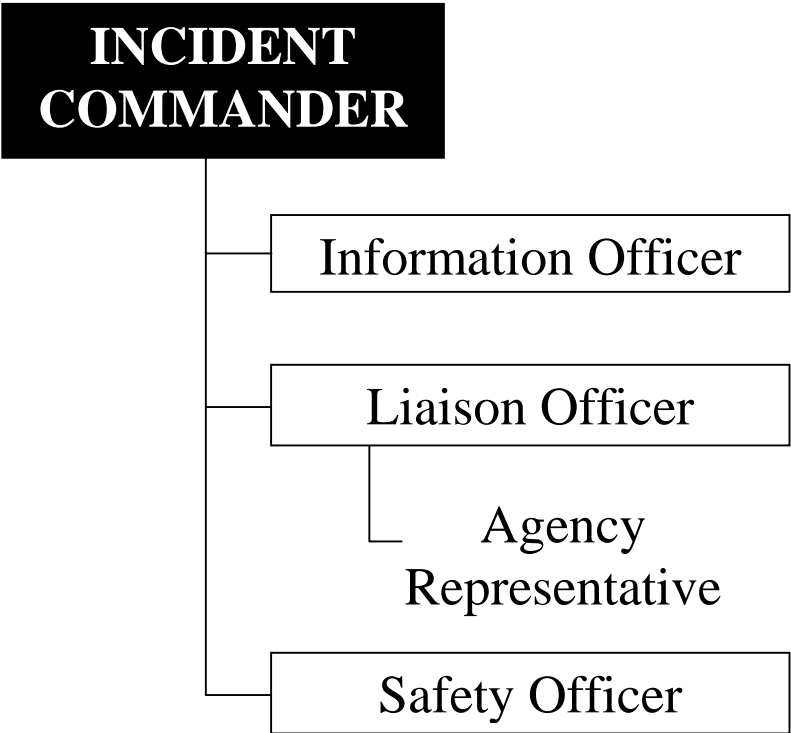 INCIDENT
COMMANDER
Information Officer
Liaison Officer
Agency
Representative
Safety Officer